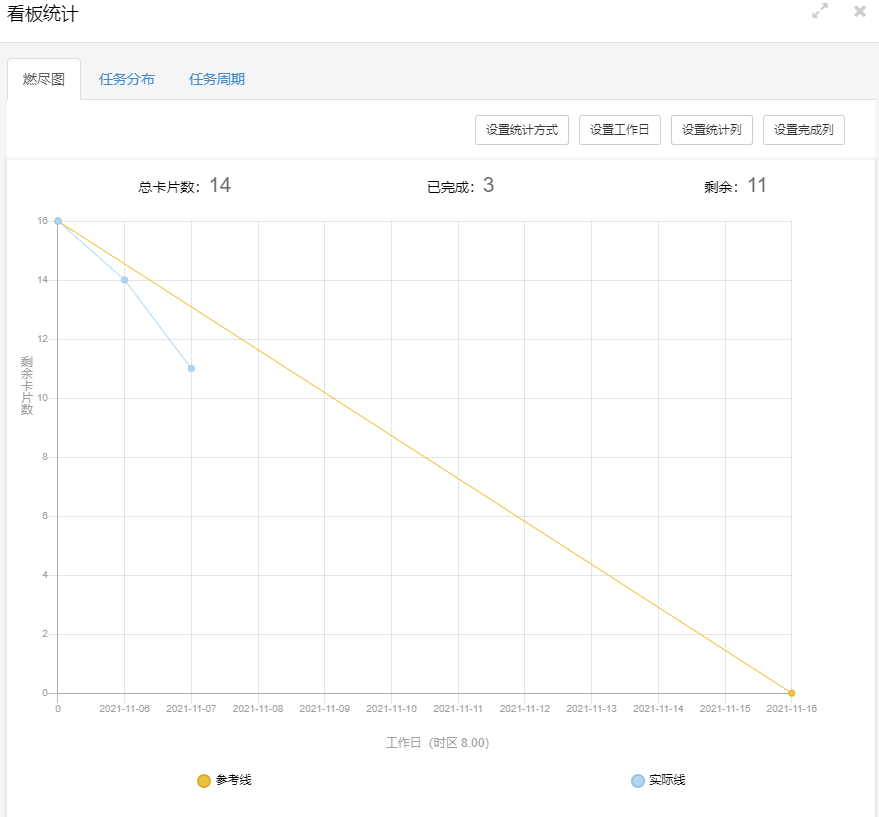 看板统计
燃尽图 任务分布 任务周期
设置统计方式 设置工作日 设置统计列 设置完成列
总卡片数：14 已完成：3 剩余：11
16
14
12
10
8
6
4
2
0
剩余卡片数
0 2021-11-06 2021-11-07 2021-11-08 2021-11-09 2021-11-10 2021-11-11 2021-11-12 2021-11-13 2021-11-14 2021-11-15 2021-11-16
工作日（时区 8.00）
参考线 实际线